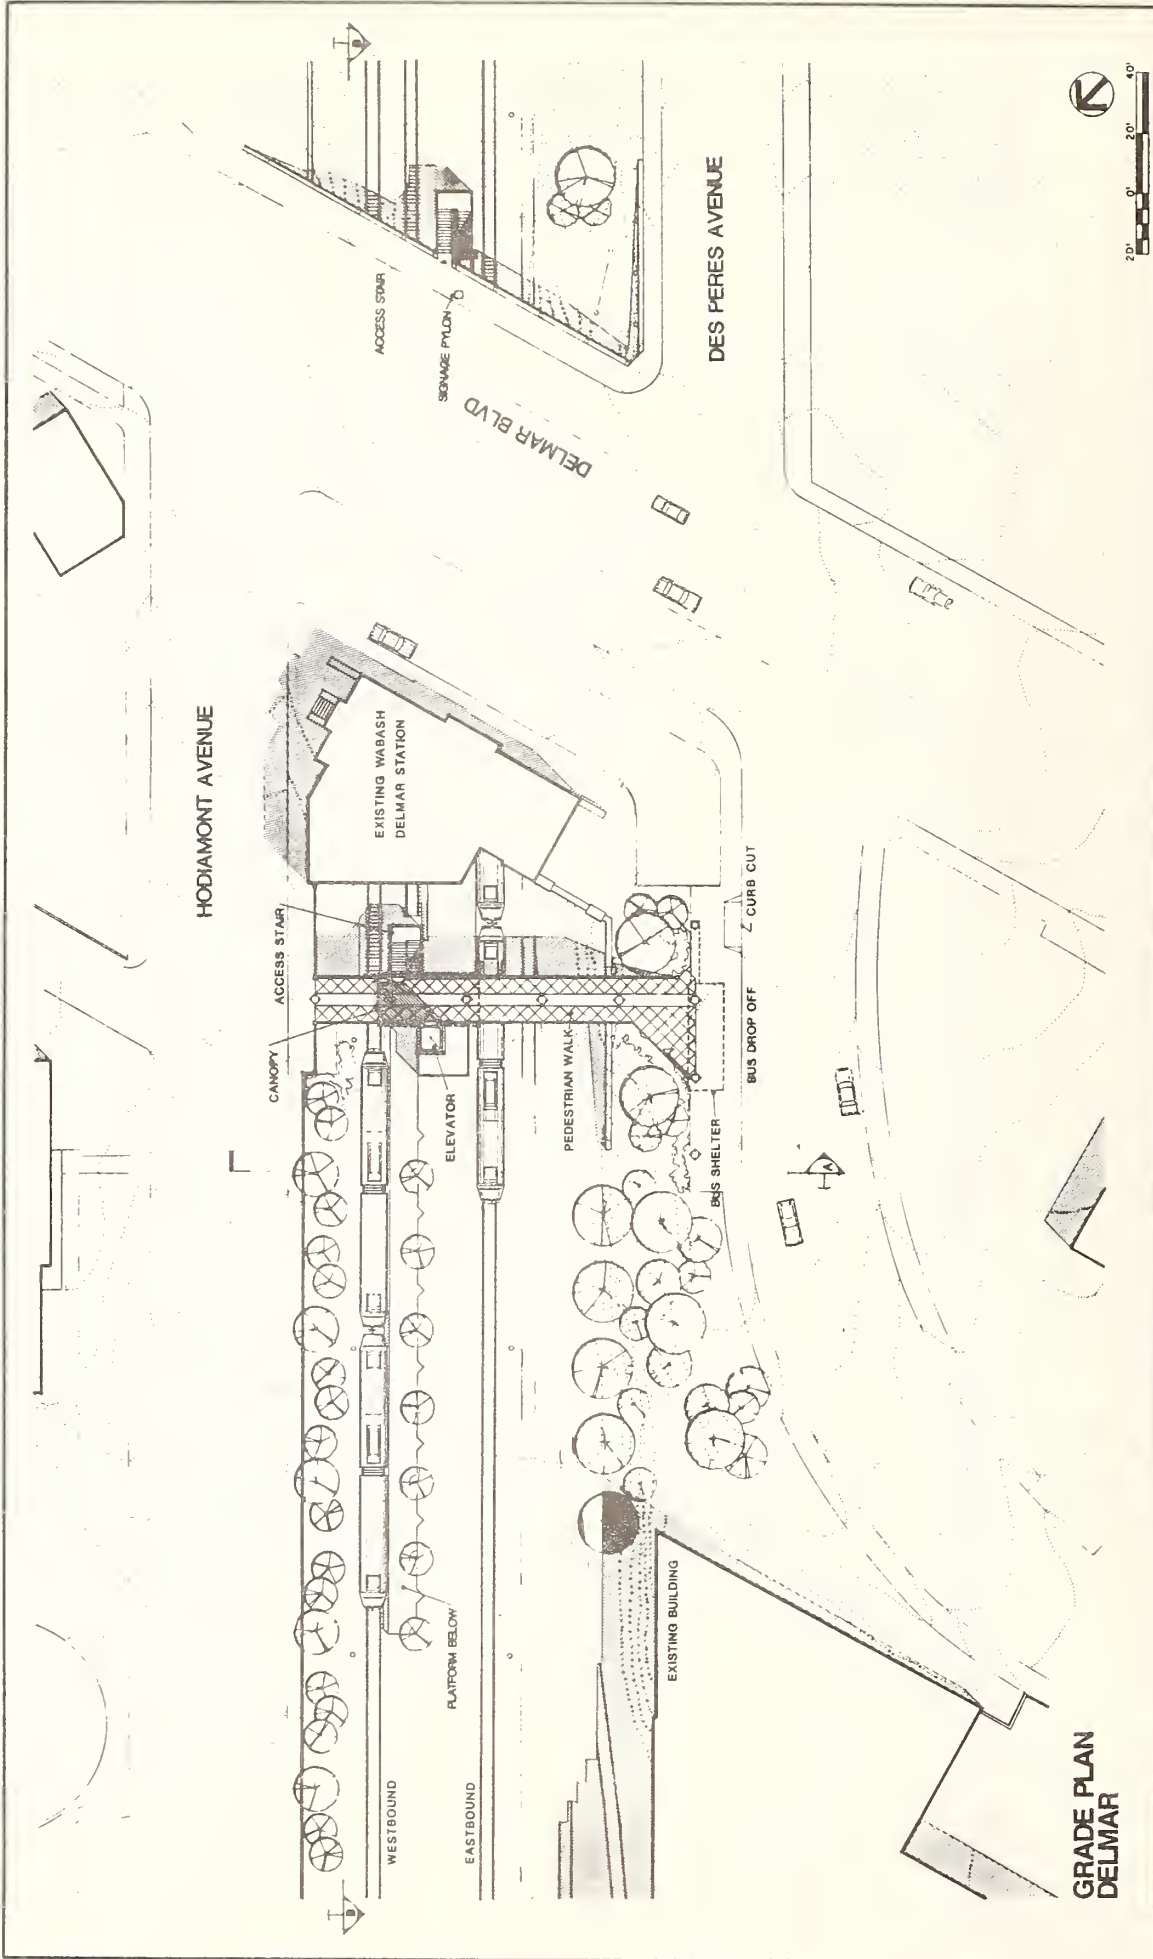 HODIAMONT AVENUE
DES PERES AVENUE
DELMAR BLVD
ACCESS STAIR
SIGNAGE PYLON
EXISTING WABASH
DELMAR STATION
ACCESS STAIR
CANOPY
ELEVATOR
PEDESTRIAN WALK
BUS SHELTER
BUS DROP OFF
CURB CUT
PLATFORM BELOW
EXISTING BUILDING
WESTBOUND
EASTBOUND
B
B
A
20'
0'
20'
40'
GRADE PLAN
DELMAR